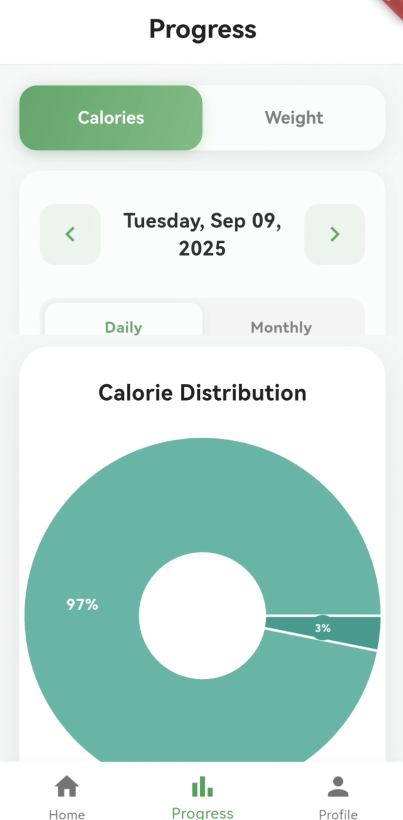 Progress
Calories
Weight
Tuesday, Sep 09,
2025
Daily
Monthly
Calorie Distribution
97%
3%
Home
Progress
Profile